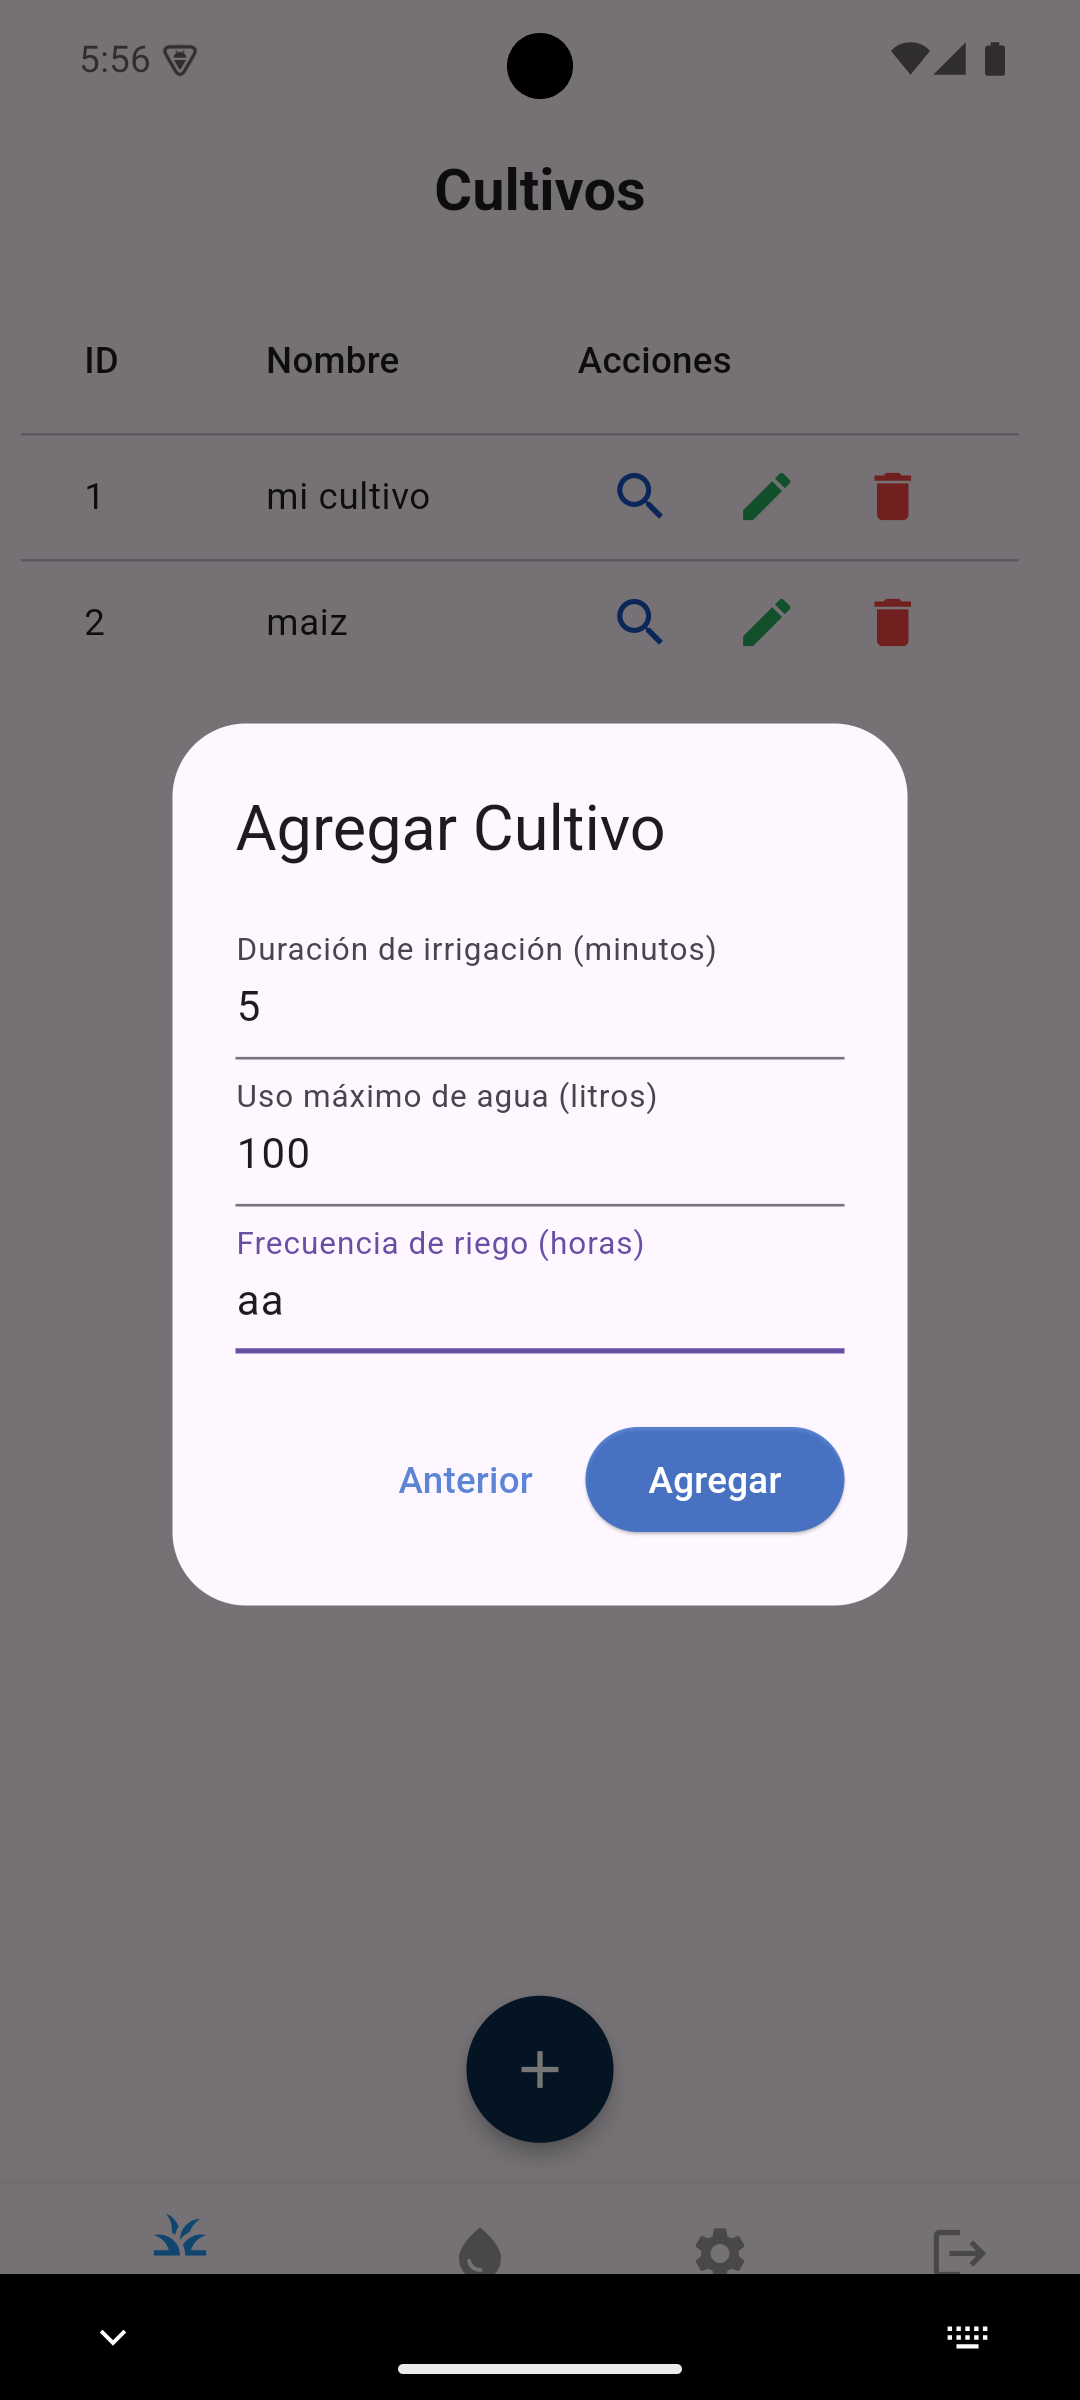 5:56
Cultivos
ID Nombre Acciones
1 mi cultivo
2 maiz
Agregar Cultivo
Duración de irrigación (minutos)
5
Uso máximo de agua (litros)
100
Frecuencia de riego (horas)
aa
Anterior Agregar